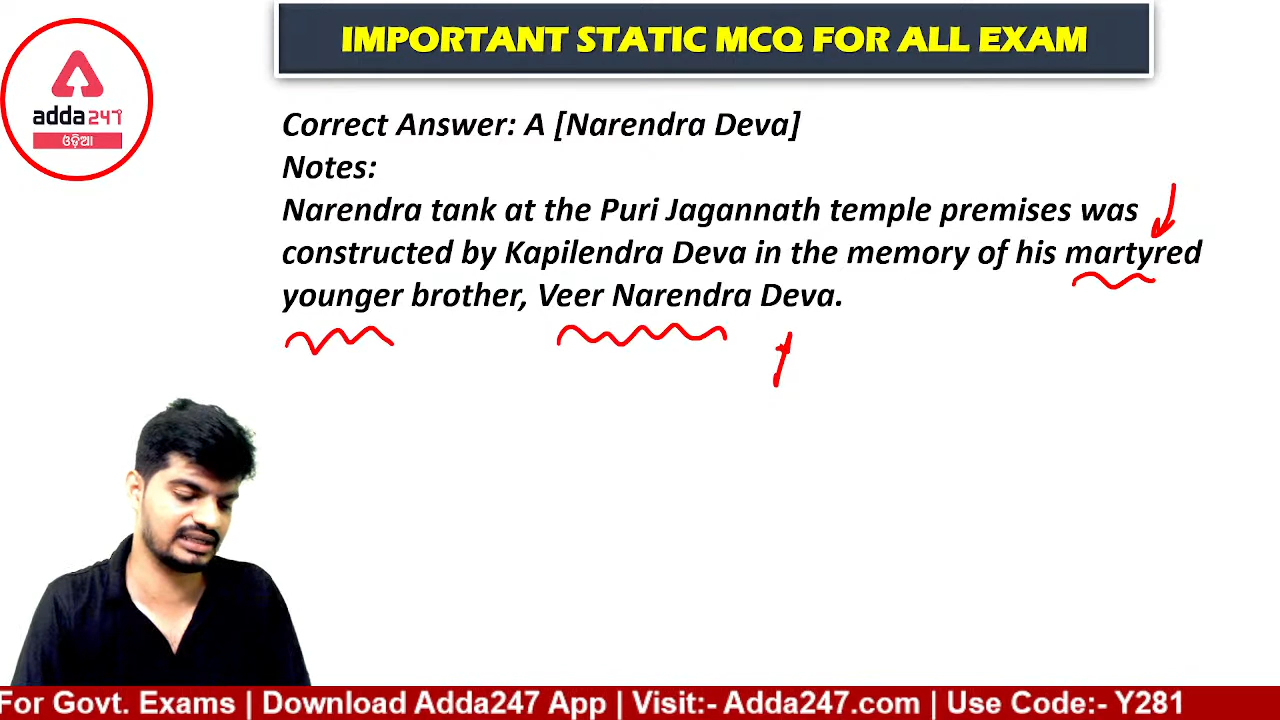 IMPORTANT STATIC MCQ FOR ALL EXAM
adda247
ଓଡ଼ିଆ
Correct Answer: A [Narendra Deva]
Notes:
Narendra tank at the Puri Jagannath temple premises was
constructed by Kapilendra Deva in the memory of his martyred
younger brother, Veer Narendra Deva.
For Govt. Exams | Download Adda247 App | Visit:- Adda247.com | Use Code:- Y281